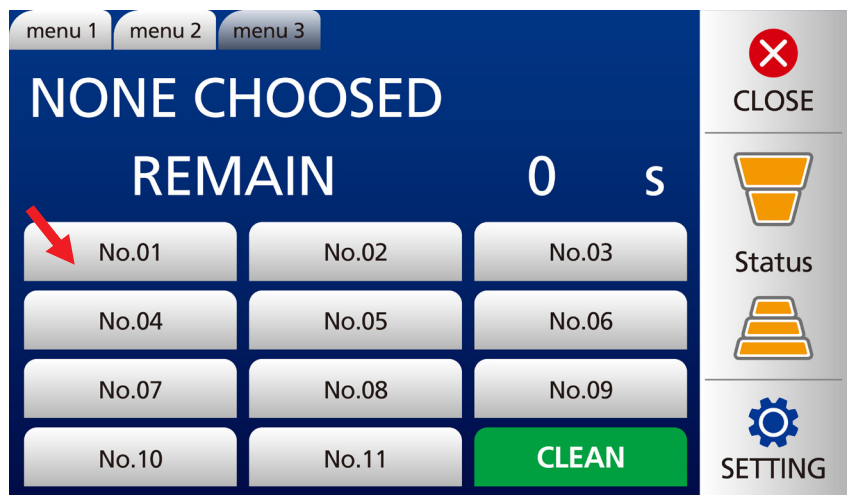 menu 1 menu 2 menu 3
NONE CHOOSED
REMAIN 0 s
No.01 No.02 No.03
No.04 No.05 No.06
No.07 No.08 No.09
No.10 No.11 CLEAN
CLOSE
Status
SETTING